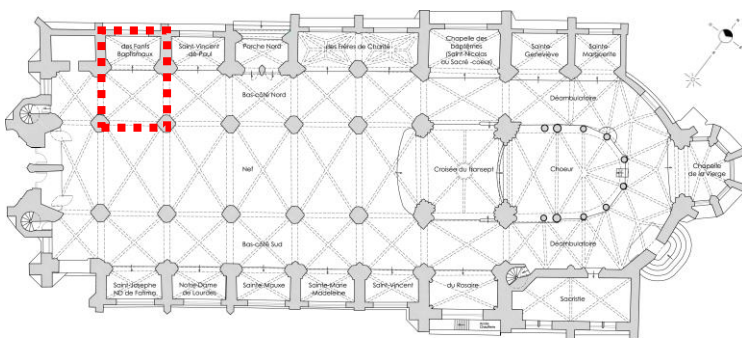 des Fonts
Baptismaux
Saint-Vincent
de-Paul
Porche Nord
des Frères de Charité
Chapelle des
baptêmes
(Saint-Nicolas
ou Sacré -coeur)
Sainte-
Geneviève
Sainte-
Marguerite
Bas-côté Nord
Déambulatoire
Nef
Croisée du transept
Choeur
Chapelle
de la Vierge
Bas-côté Sud
Déambulatoire
Saint-Josephe
ND de Fatima
Notre-Dame
de Lourdes
Sainte-Mauxe
Sainte-Marie
Madeleine
Saint-Vincent
du Rosaire
Sacristie